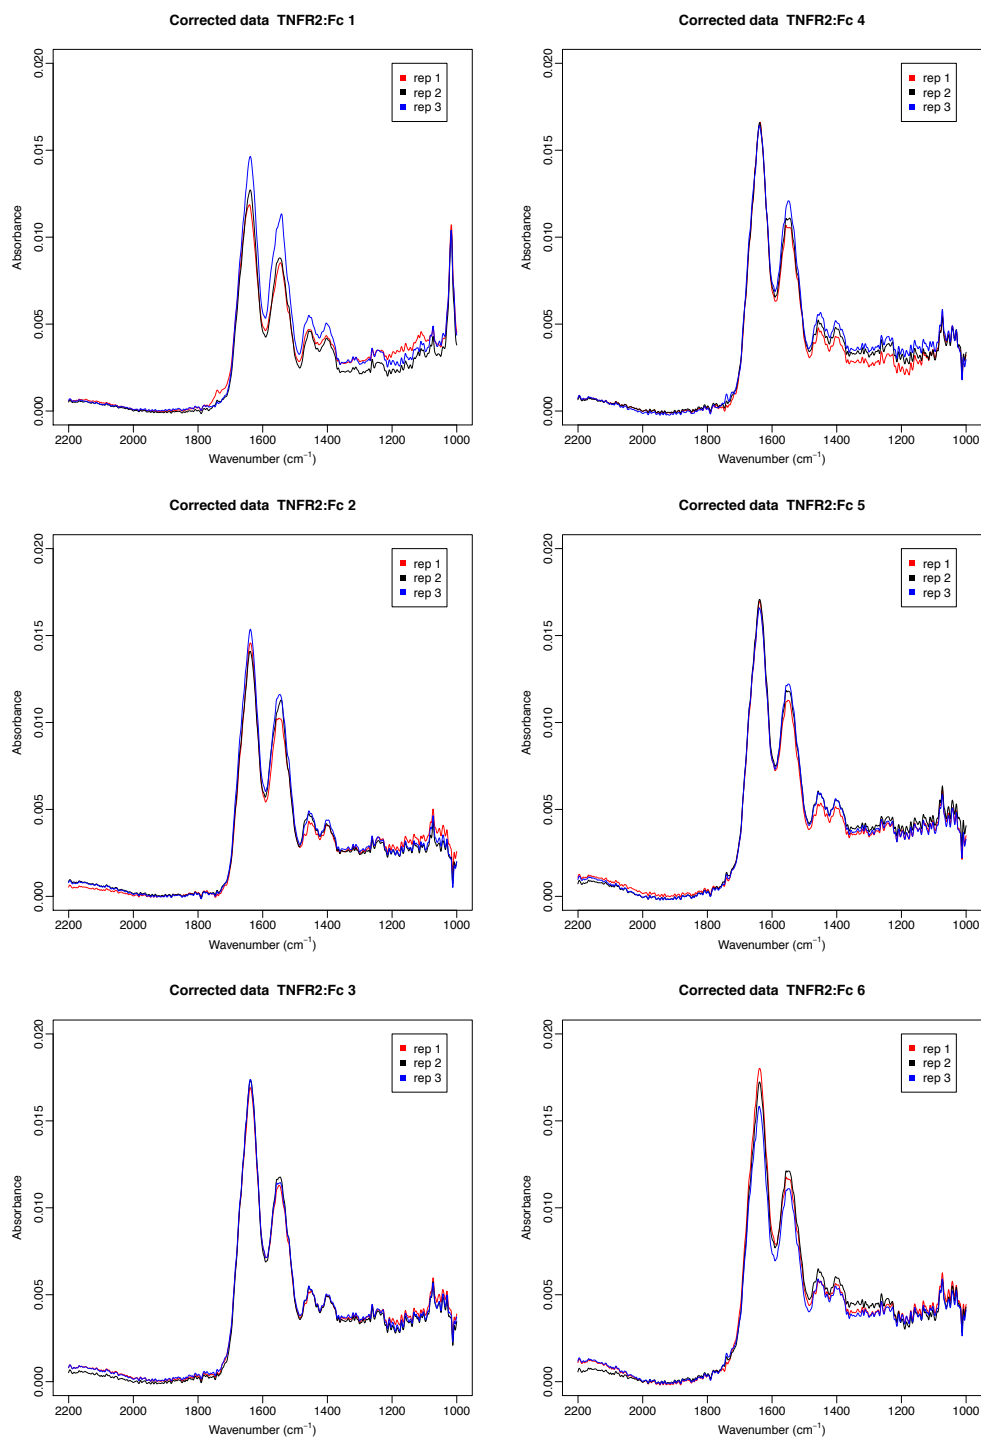 Corrected data  TNFR2:Fc 1
Absorbance
0.020
0.015
0.010
0.005
0.000
rep 1
rep 2
rep 3
2200 2000 1800 1600 1400 1200 1000
Wavenumber (cm⁻¹)
Corrected data  TNFR2:Fc 4
Absorbance
0.020
0.015
0.010
0.005
0.000
rep 1
rep 2
rep 3
2200 2000 1800 1600 1400 1200 1000
Wavenumber (cm⁻¹)
Corrected data  TNFR2:Fc 2
Absorbance
0.020
0.015
0.010
0.005
0.000
rep 1
rep 2
rep 3
2200 2000 1800 1600 1400 1200 1000
Wavenumber (cm⁻¹)
Corrected data  TNFR2:Fc 5
Absorbance
0.020
0.015
0.010
0.005
0.000
rep 1
rep 2
rep 3
2200 2000 1800 1600 1400 1200 1000
Wavenumber (cm⁻¹)
Corrected data  TNFR2:Fc 3
Absorbance
0.020
0.015
0.010
0.005
0.000
rep 1
rep 2
rep 3
2200 2000 1800 1600 1400 1200 1000
Wavenumber (cm⁻¹)
Corrected data  TNFR2:Fc 6
Absorbance
0.020
0.015
0.010
0.005
0.000
rep 1
rep 2
rep 3
2200 2000 1800 1600 1400 1200 1000
Wavenumber (cm⁻¹)